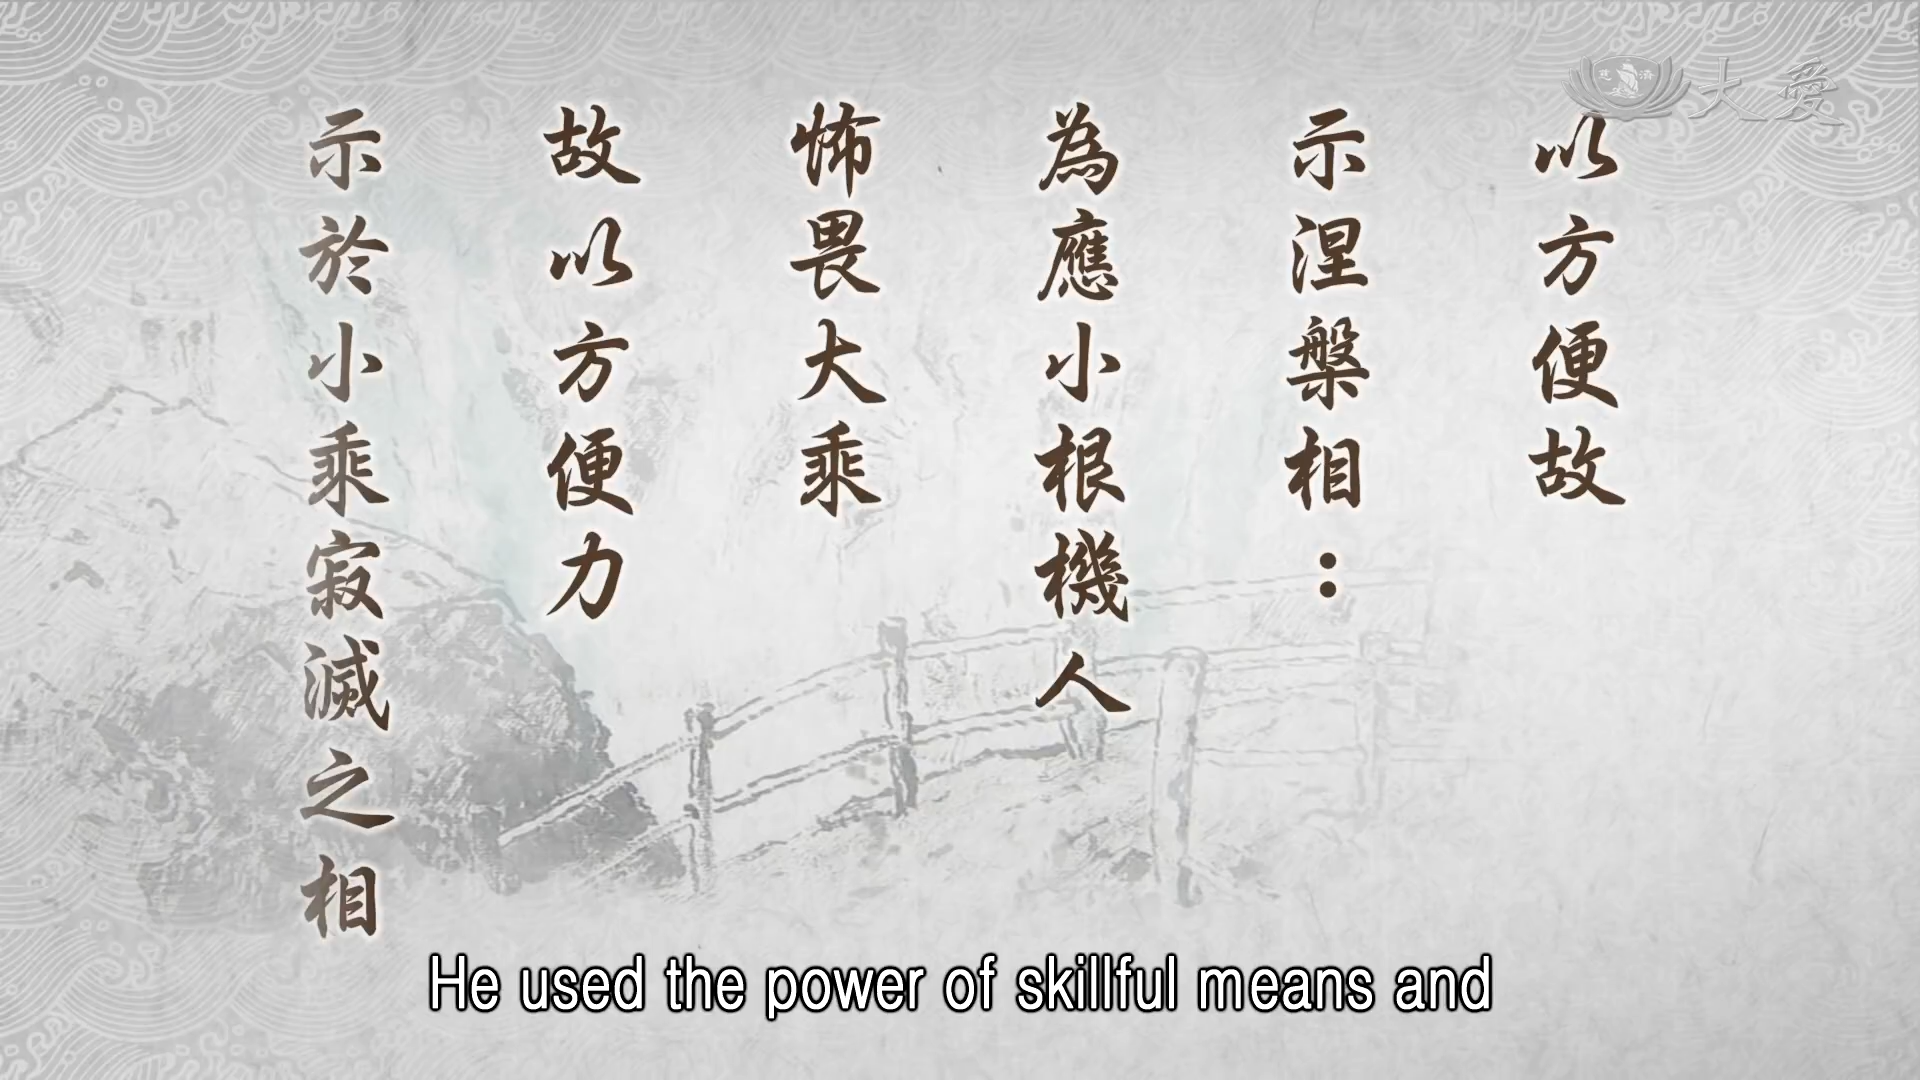 大愛
慈濟
以方便故
示涅槃相：
為應小根機人
怖畏大乘
故以方便力
示於小乘寂滅之相
He used the power of skillful means and